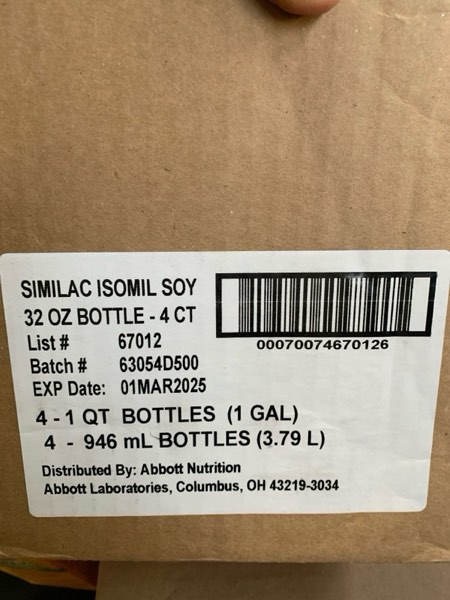 SIMILAC ISOMIL SOY
32 OZ BOTTLE - 4 CT
List # 67012
Batch # 63054D500
EXP Date: 01MAR2025
00070074670126
4 - 1 QT BOTTLES (1 GAL)
4 - 946 mL BOTTLES (3.79 L)
Distributed By: Abbott Nutrition
Abbott Laboratories, Columbus, OH 43219-3034